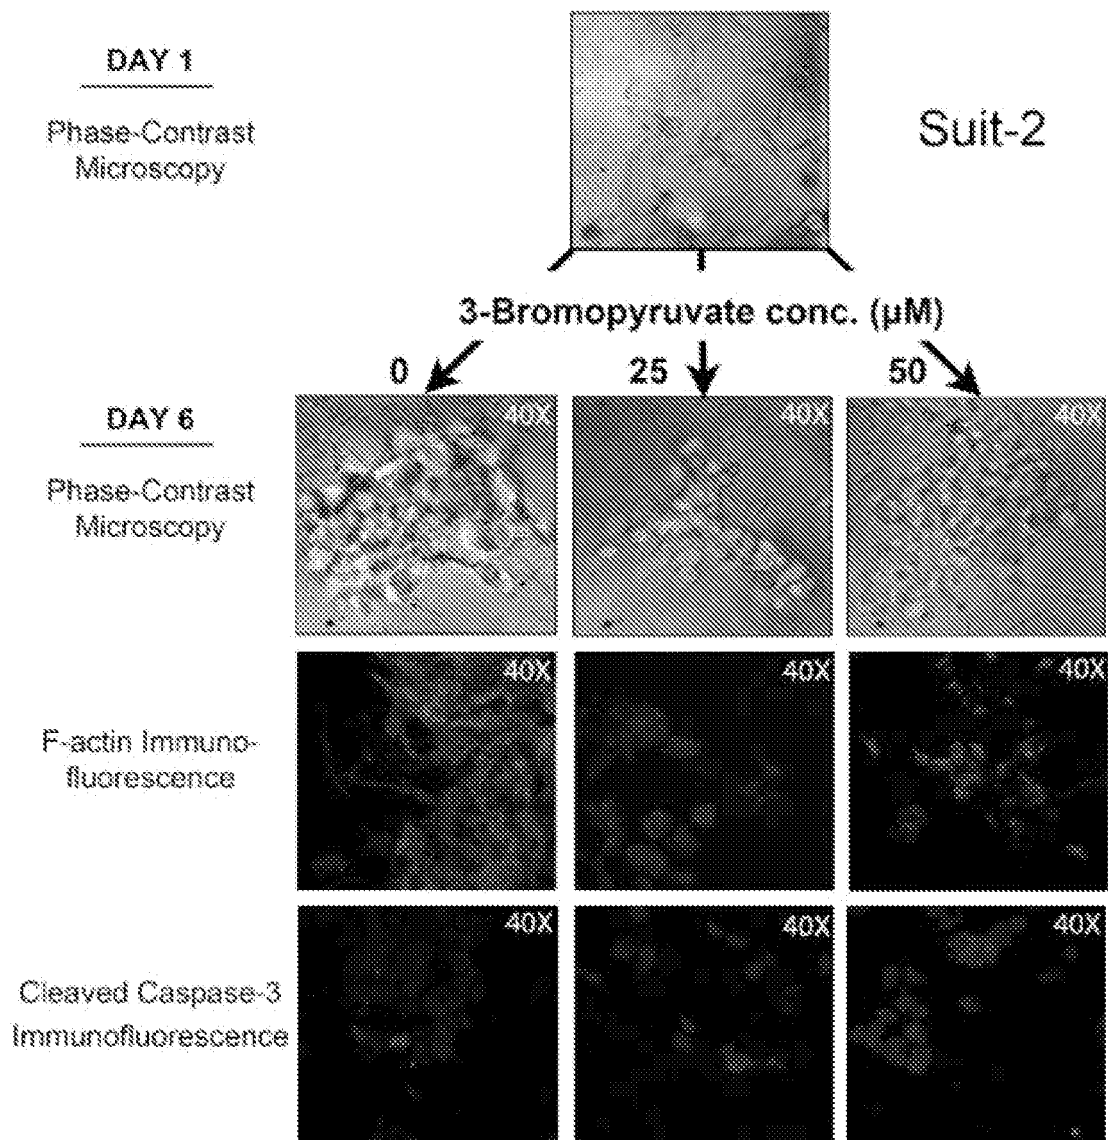 DAY 1
Phase-Contrast
Microscopy
Suit-2
3-Bromopyruvate conc. (µM)
0
25
50
DAY 6
Phase-Contrast
Microscopy
40X
40X
40X
F-actin Immuno-
fluorescence
40X
40X
40X
Cleaved Caspase-3
Immunofluorescence
40X
40X
40X